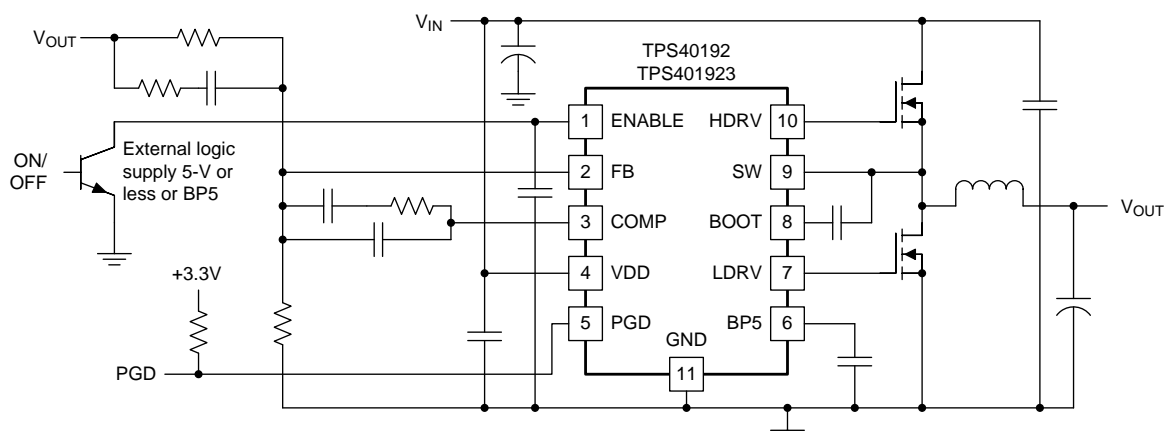 VIN
VOUT
TPS40192
TPS401923
1 ENABLE HDRV 10
ON/
OFF
External logic
supply 5-V or
less or BP5
2 FB SW 9
3 COMP BOOT 8
VOUT
4 VDD LDRV 7
+3.3V
5 PGD BP5 6
GND
11
PGD